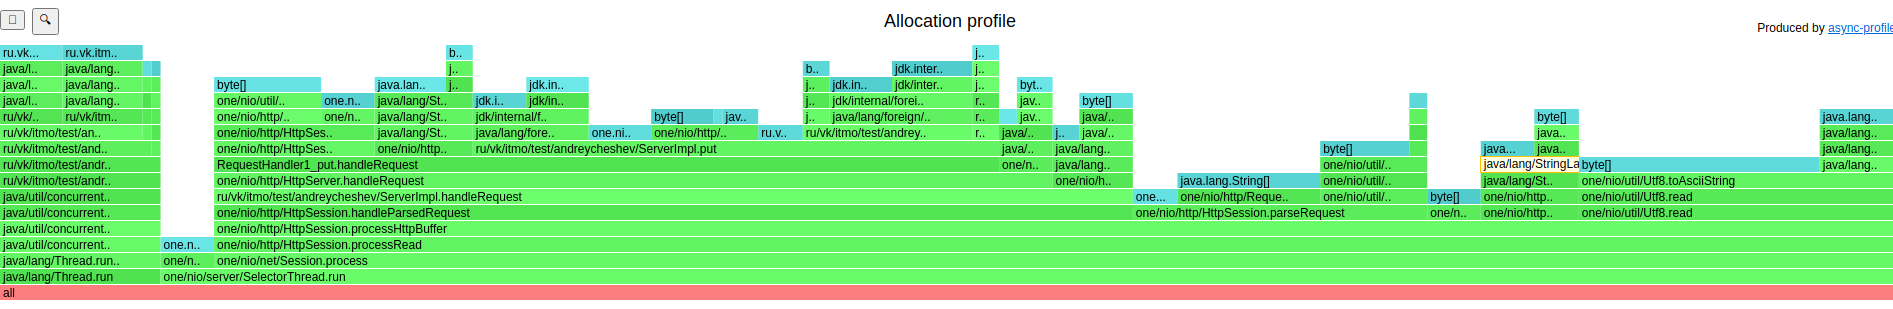 🔍 Allocation profile
Produced by async-profile
ru.vk... ru.vk.itm.. b.. j..
java/l.. java/lang.. j.. b.. jdk.inter.. j..
java/l.. java/lang.. byte[] java.lan.. j.. jdk.in.. j.. jdk.in.. jdk/inter.. j.. byt..
java/l.. java/lang.. one/nio/util/.. one.n.. java/lang/St.. jdk.i.. jdk/in.. j.. jdk/internal/forei.. r.. jav.. byte[]
ru/vk/.. ru/vk/itm.. one/nio/http/.. one/n.. java/lang/St.. jdk/internal/f.. byte[] jav.. j.. java/lang/foreign/.. r.. jav.. java/.. byte[] java.lang..
ru/vk/itmo/test/an.. one/nio/http/HttpSes.. java/lang/St.. java/lang/fore.. one.ni.. one/nio/http/.. ru.v.. ru/vk/itmo/test/andrey.. r.. java/.. j.. java/.. java.. java/lang..
ru/vk/itmo/test/and.. one/nio/http/HttpSes.. one/nio/http.. ru/vk/itmo/test/andreycheshev/ServerImpl.put java/.. java/lang.. byte[] java... java.. java/lang..
ru/vk/itmo/test/andr.. RequestHandler1_put.handleRequest one/n.. java/lang.. one/nio/util/.. java/lang/StringLa byte[] java/lang..
ru/vk/itmo/test/andr.. one/nio/http/HttpServer.handleRequest one/nio/h.. java.lang.String[] one/nio/util/.. java/lang/St.. one/nio/util/Utf8.toAsciiString
java/util/concurrent.. ru/vk/itmo/test/andreycheshev/ServerImpl.handleRequest one... one/nio/http/Reque.. one/nio/util/.. byte[] one/nio/http.. one/nio/util/Utf8.read
java/util/concurrent.. one/nio/http/HttpSession.handleParsedRequest one/nio/http/HttpSession.parseRequest one/n.. one/nio/http.. one/nio/util/Utf8.read
java/util/concurrent.. one/nio/http/HttpSession.processHttpBuffer
java/util/concurrent.. one.n.. one/nio/http/HttpSession.processRead
java/lang/Thread.run.. one/n.. one/nio/net/Session.process
java/lang/Thread.run one/nio/server/SelectorThread.run
all